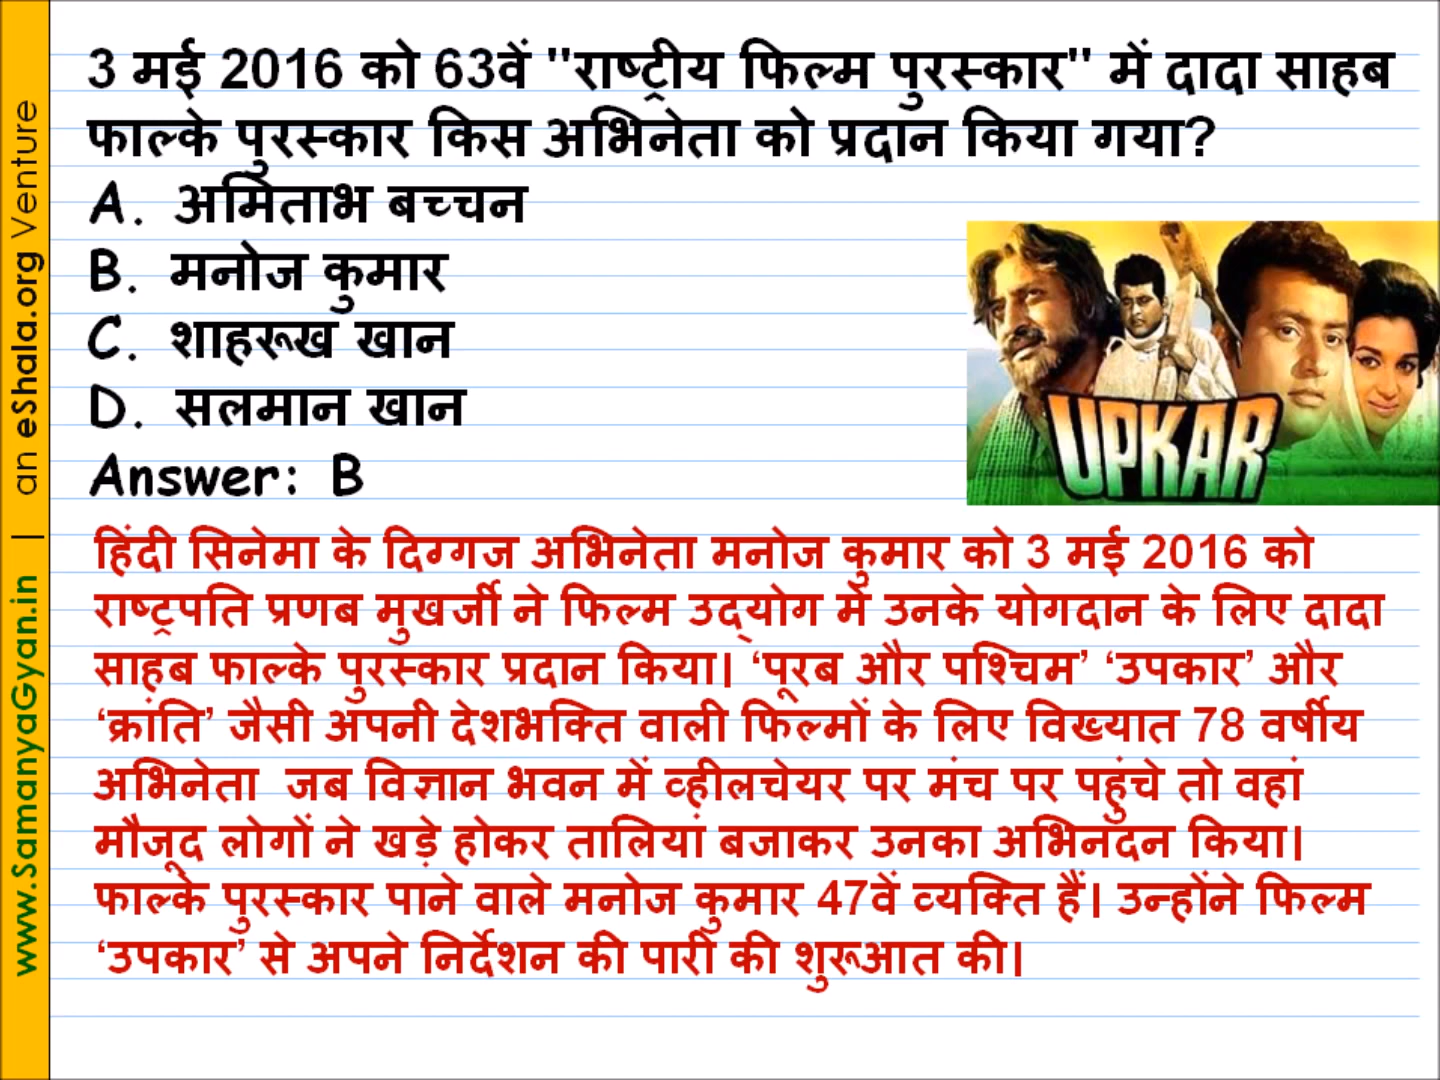 3 मई 2016 को 63वें "राष्ट्रीय फिल्म पुरस्कार" में दादा साहब
फाल्के पुरस्कार किस अभिनेता को प्रदान किया गया?
A. अमिताभ बच्चन
B. मनोज कुमार
C. शाहरूख खान
D. सलमान खान
Answer: B
UPKAR
हिंदी सिनेमा के दिग्गज अभिनेता मनोज कुमार को 3 मई 2016 को
राष्ट्रपति प्रणब मुखर्जी ने फिल्म उद्योग में उनके योगदान के लिए दादा
साहब फाल्के पुरस्कार प्रदान किया। ‘पूरब और पश्चिम’ ‘उपकार’ और
‘क्रांति’ जैसी अपनी देशभक्ति वाली फिल्मों के लिए विख्यात 78 वर्षीय
अभिनेता जब विज्ञान भवन में व्हीलचेयर पर मंच पर पहुंचे तो वहां
मौजूद लोगों ने खड़े होकर तालियां बजाकर उनका अभिनंदन किया।
फाल्के पुरस्कार पाने वाले मनोज कुमार 47वें व्यक्ति हैं। उन्होंने फिल्म
‘उपकार’ से अपने निर्देशन की पारी की शुरूआत की।
www.SamanyaGyan.in | an eShala.org Venture